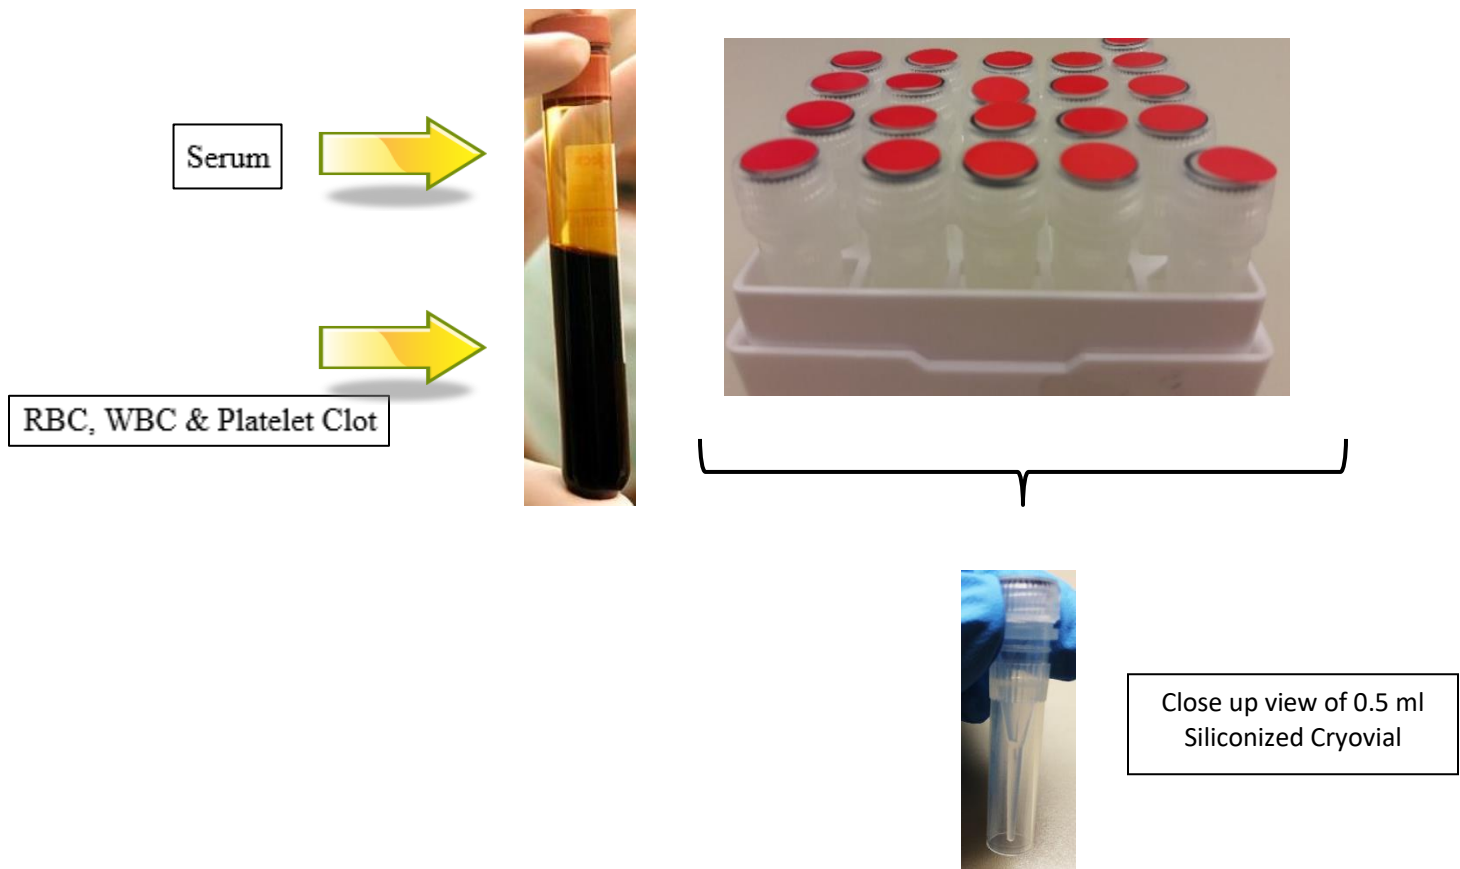 Serum
RBC, WBC & Platelet Clot
Close up view of 0.5 ml
Siliconized Cryovial